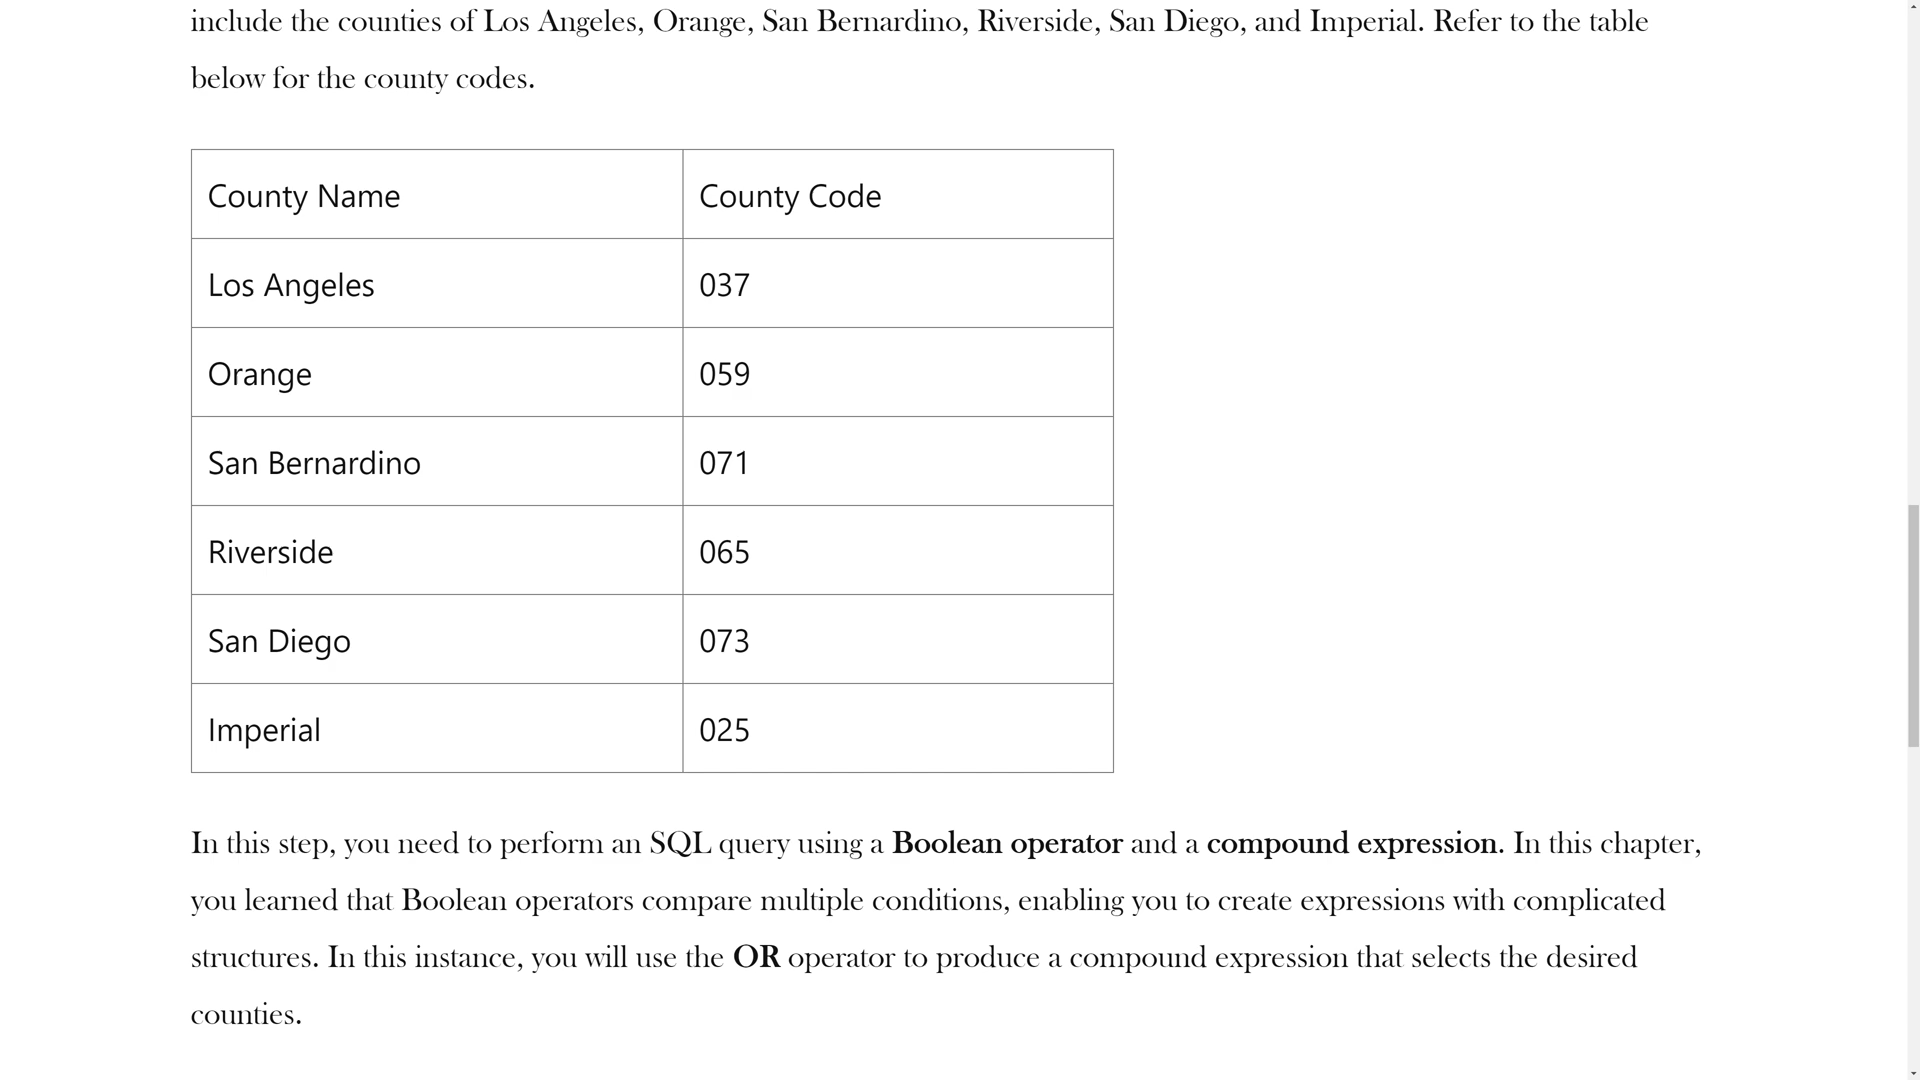 include the counties of Los Angeles, Orange, San Bernardino, Riverside, San Diego, and Imperial. Refer to the table
below for the county codes.
County Name County Code
Los Angeles 037
Orange 059
San Bernardino 071
Riverside 065
San Diego 073
Imperial 025
In this step, you need to perform an SQL query using a Boolean operator and a compound expression. In this chapter,
you learned that Boolean operators compare multiple conditions, enabling you to create expressions with complicated
structures. In this instance, you will use the OR operator to produce a compound expression that selects the desired
counties.